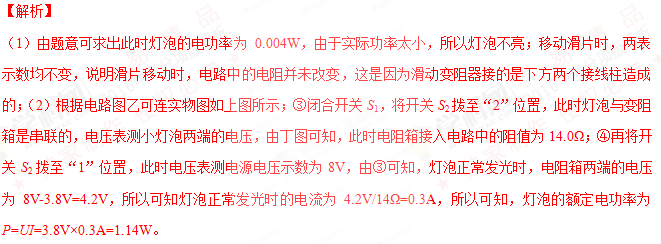 【解析】
（1）由题意可求出此时灯泡的电功率为 0.004W，由于实际功率太小，所以灯泡不亮；移动滑片时，两表
示数均不变，说明滑片移动时，电路中的电阻并未改变，这是因为滑动变阻器接的是下方两个接线柱造成
的；（2）根据电路图乙可连实物图如上图所示；③闭合开关 S1，将开关 S2 拨至“2”位置，此时灯泡与变阻
箱是串联的，电压表测小灯泡两端的电压，由丁图可知，此时电阻箱接入电路中的阻值为 14.0Ω；④再将开
关 S2 拨至“1”位置，此时电压表测电源电压示数为 8V，由③可知，灯泡正常发光时，电阻箱两端的电压
为 8V-3.8V=4.2V，所以可知灯泡正常发光时的电流为 4.2V/14Ω=0.3A，所以可知，灯泡的额定电功率为
P=UI=3.8V×0.3A=1.14W。